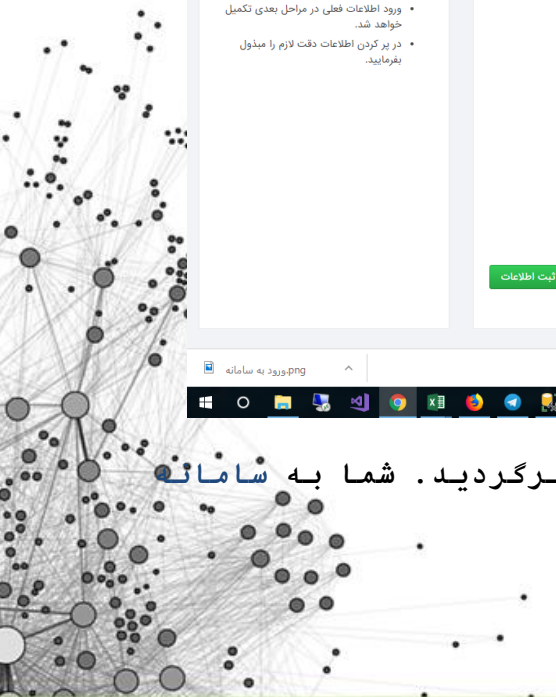 ورود اطلاعات فعلی در مراحل بعدی تکمیل
خواهد شد.
در پر کردن اطلاعات دقت لازم را مبذول
بفرمایید.
ثبت اطلاعات
ورود به سامانه.png
رگردید. شما به سامانه